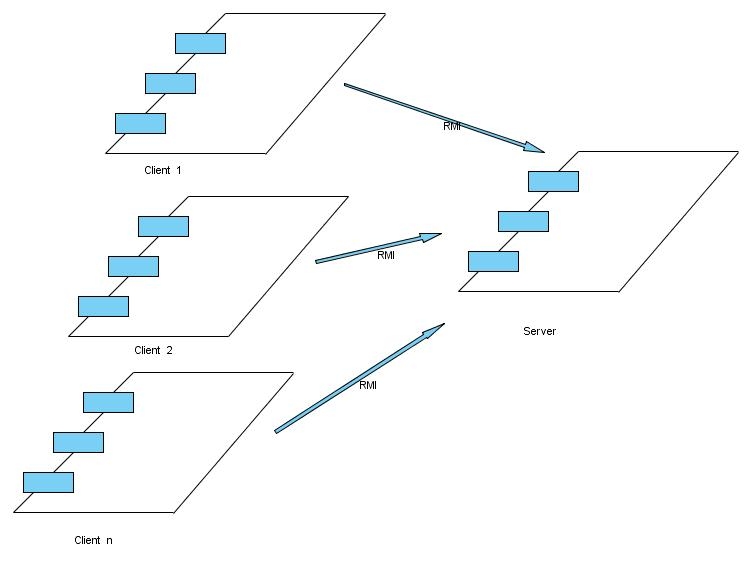 RMI
Client 1
RMI
Client 2
Server
RMI
Client n